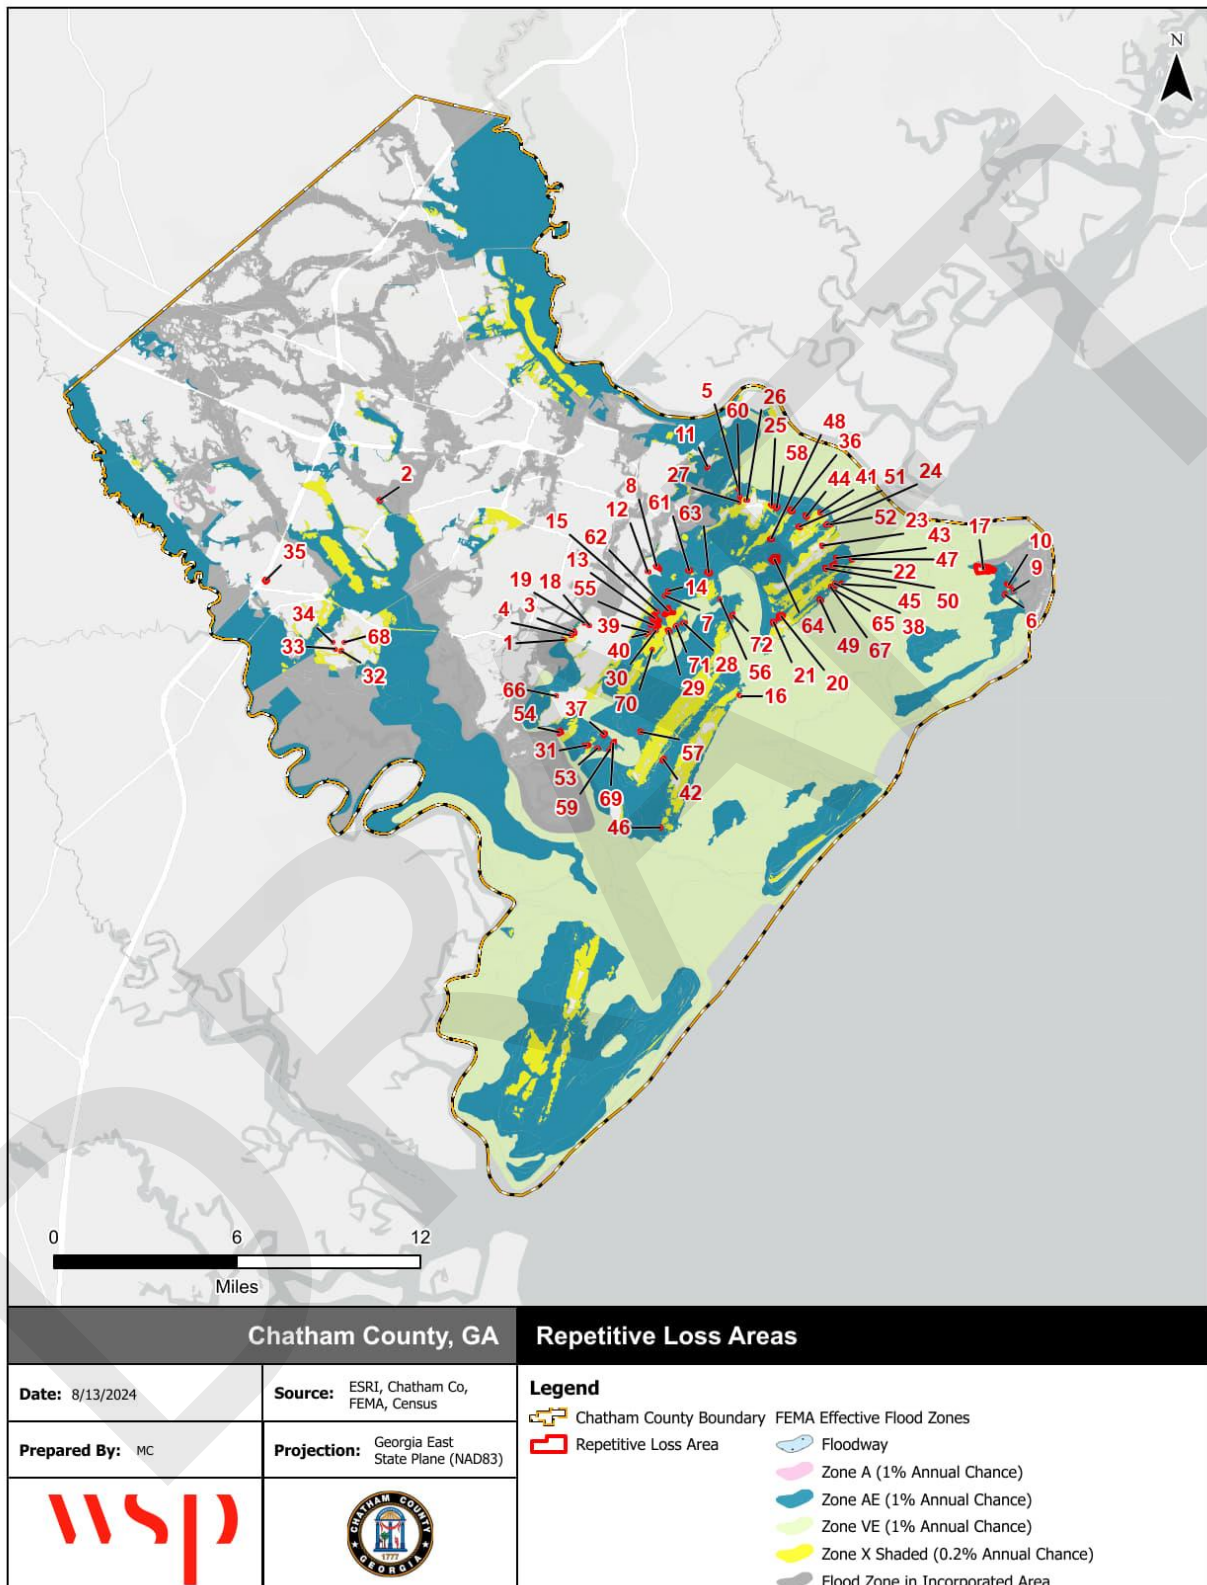 N
5
60
26
25
58
48
36
44
41
51
24
11
27
8
61
63
12
15
62
13
55
19
18
4
3
1
39
40
30
70
2
35
34
33
68
32
52
23
43
47
22
50
45
38
65
67
49
64
17
10
9
6
14
7
72
56
28
71
29
21
20
16
66
54
37
31
53
59
69
57
42
46
0 6 12
Miles
DRAFT
Chatham County, GA
Repetitive Loss Areas
Date: 8/13/2024
Source: ESRI, Chatham Co,
FEMA, Census
Prepared By: MC
Projection: Georgia East
State Plane (NAD83)
wsp
CHATHAM COUNTY
1777
GEORGIA
Legend
Chatham County Boundary
Repetitive Loss Area
FEMA Effective Flood Zones
Floodway
Zone A (1% Annual Chance)
Zone AE (1% Annual Chance)
Zone VE (1% Annual Chance)
Zone X Shaded (0.2% Annual Chance)
Flood Zone in Incorporated Area